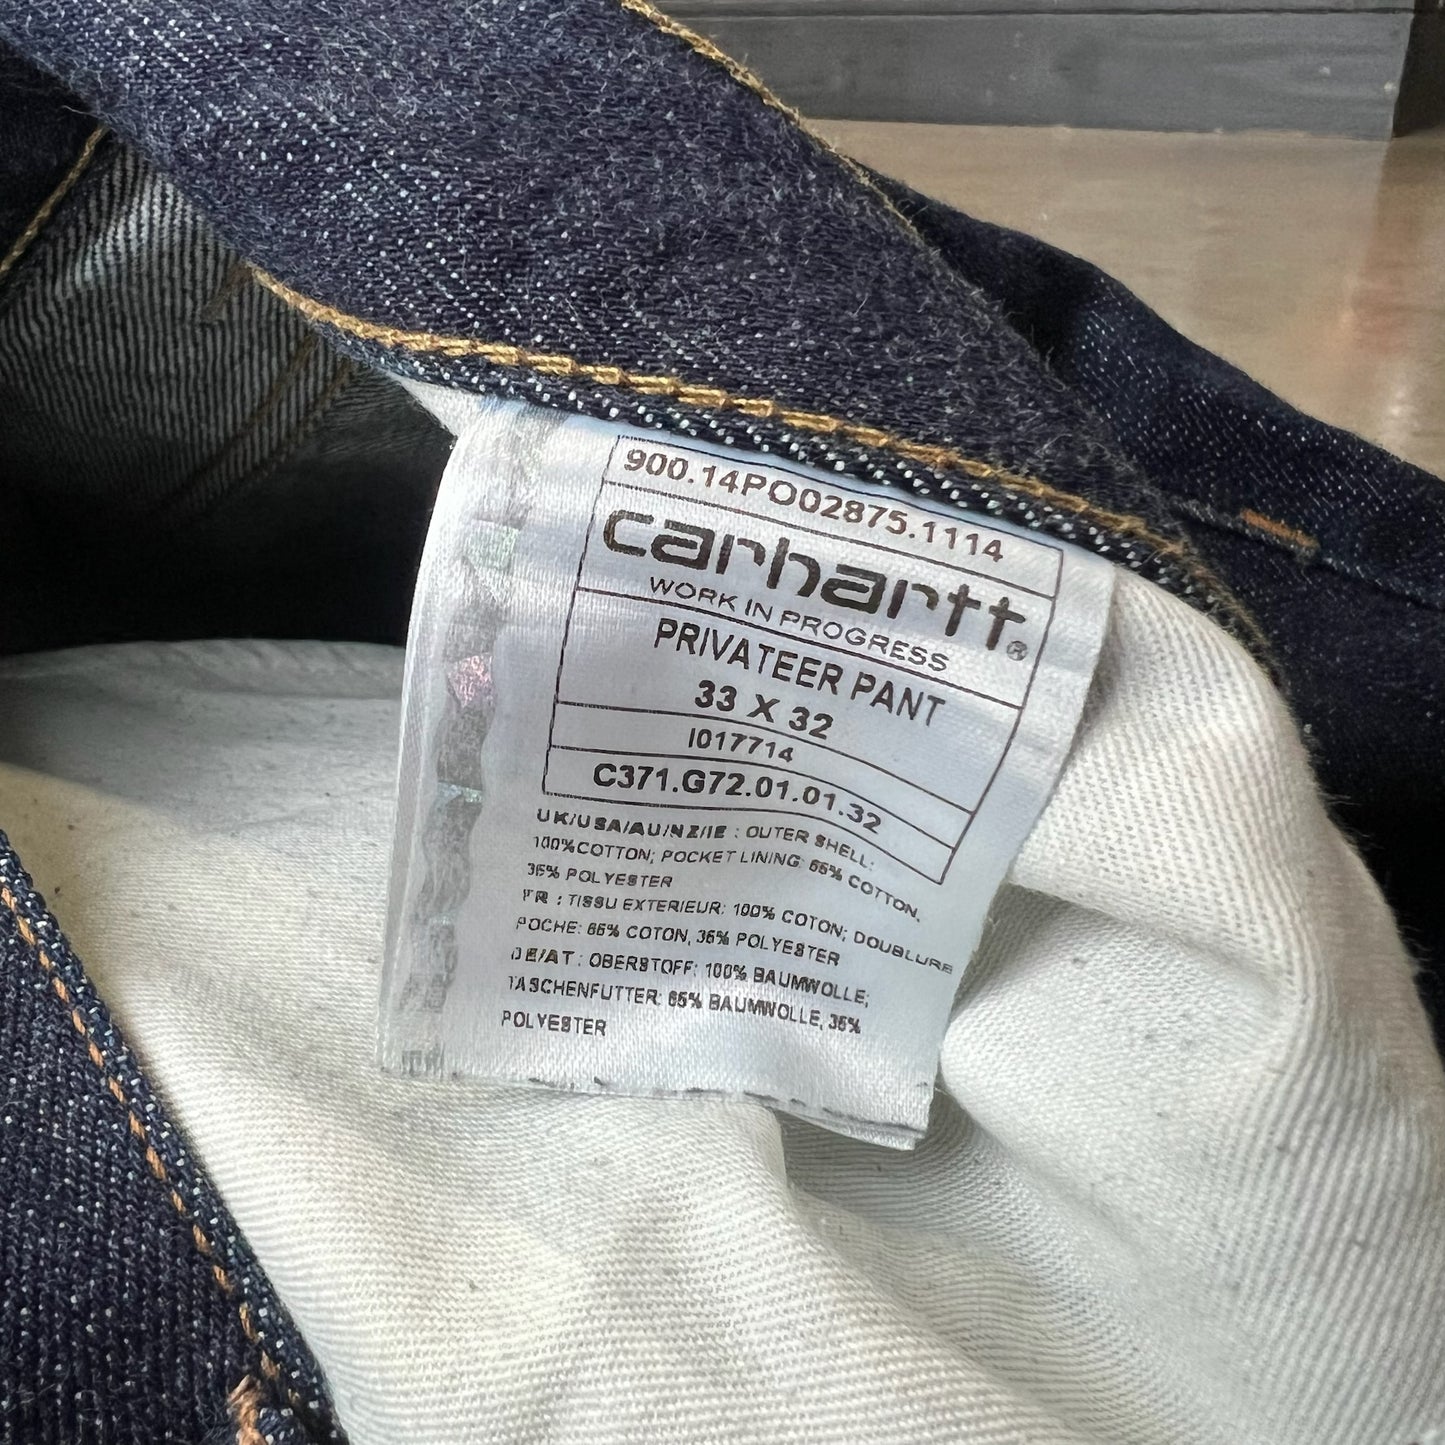 900.14PO02875.1114
carhartt®
WORK IN PROGRESS
PRIVATEER PANT
33 X 32
I017714
C371.G72.01.01.32
UK/USA/AU/NZ/IE : OUTER SHELL:
100%COTTON; POCKET LINING: 65% COTTON,
35% POLYESTER
FR : TISSU EXTERIEUR: 100% COTON; DOUBLURE
POCHE: 65% COTON, 35% POLYESTER
DE/AT : OBERSTOFF: 100% BAUMWOLLE;
TASCHENFUTTER: 65% BAUMWOLLE, 35%
POLYESTER